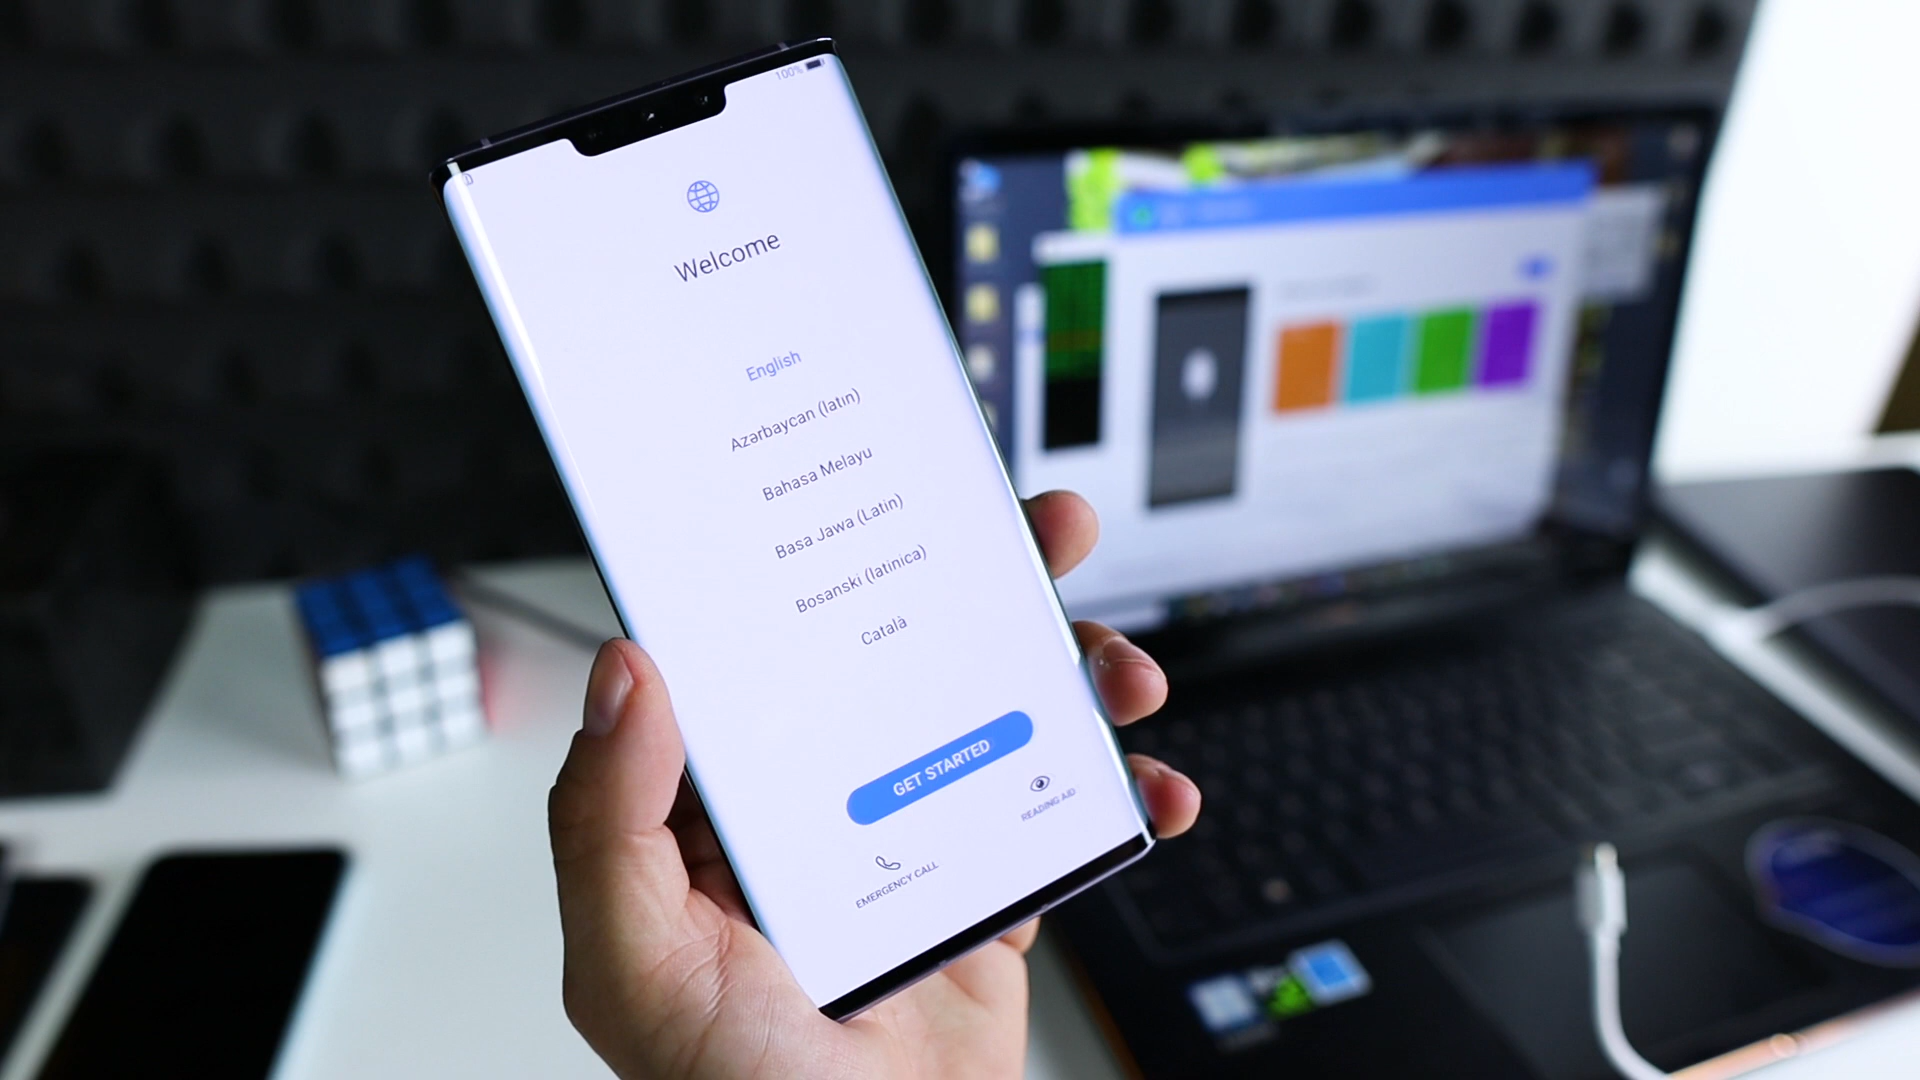 100%
Welcome
English
Azərbaycan (latın)
Bahasa Melayu
Basa Jawa (Latin)
Bosanski (latinica)
Català
GET STARTED
READING AID
EMERGENCY CALL